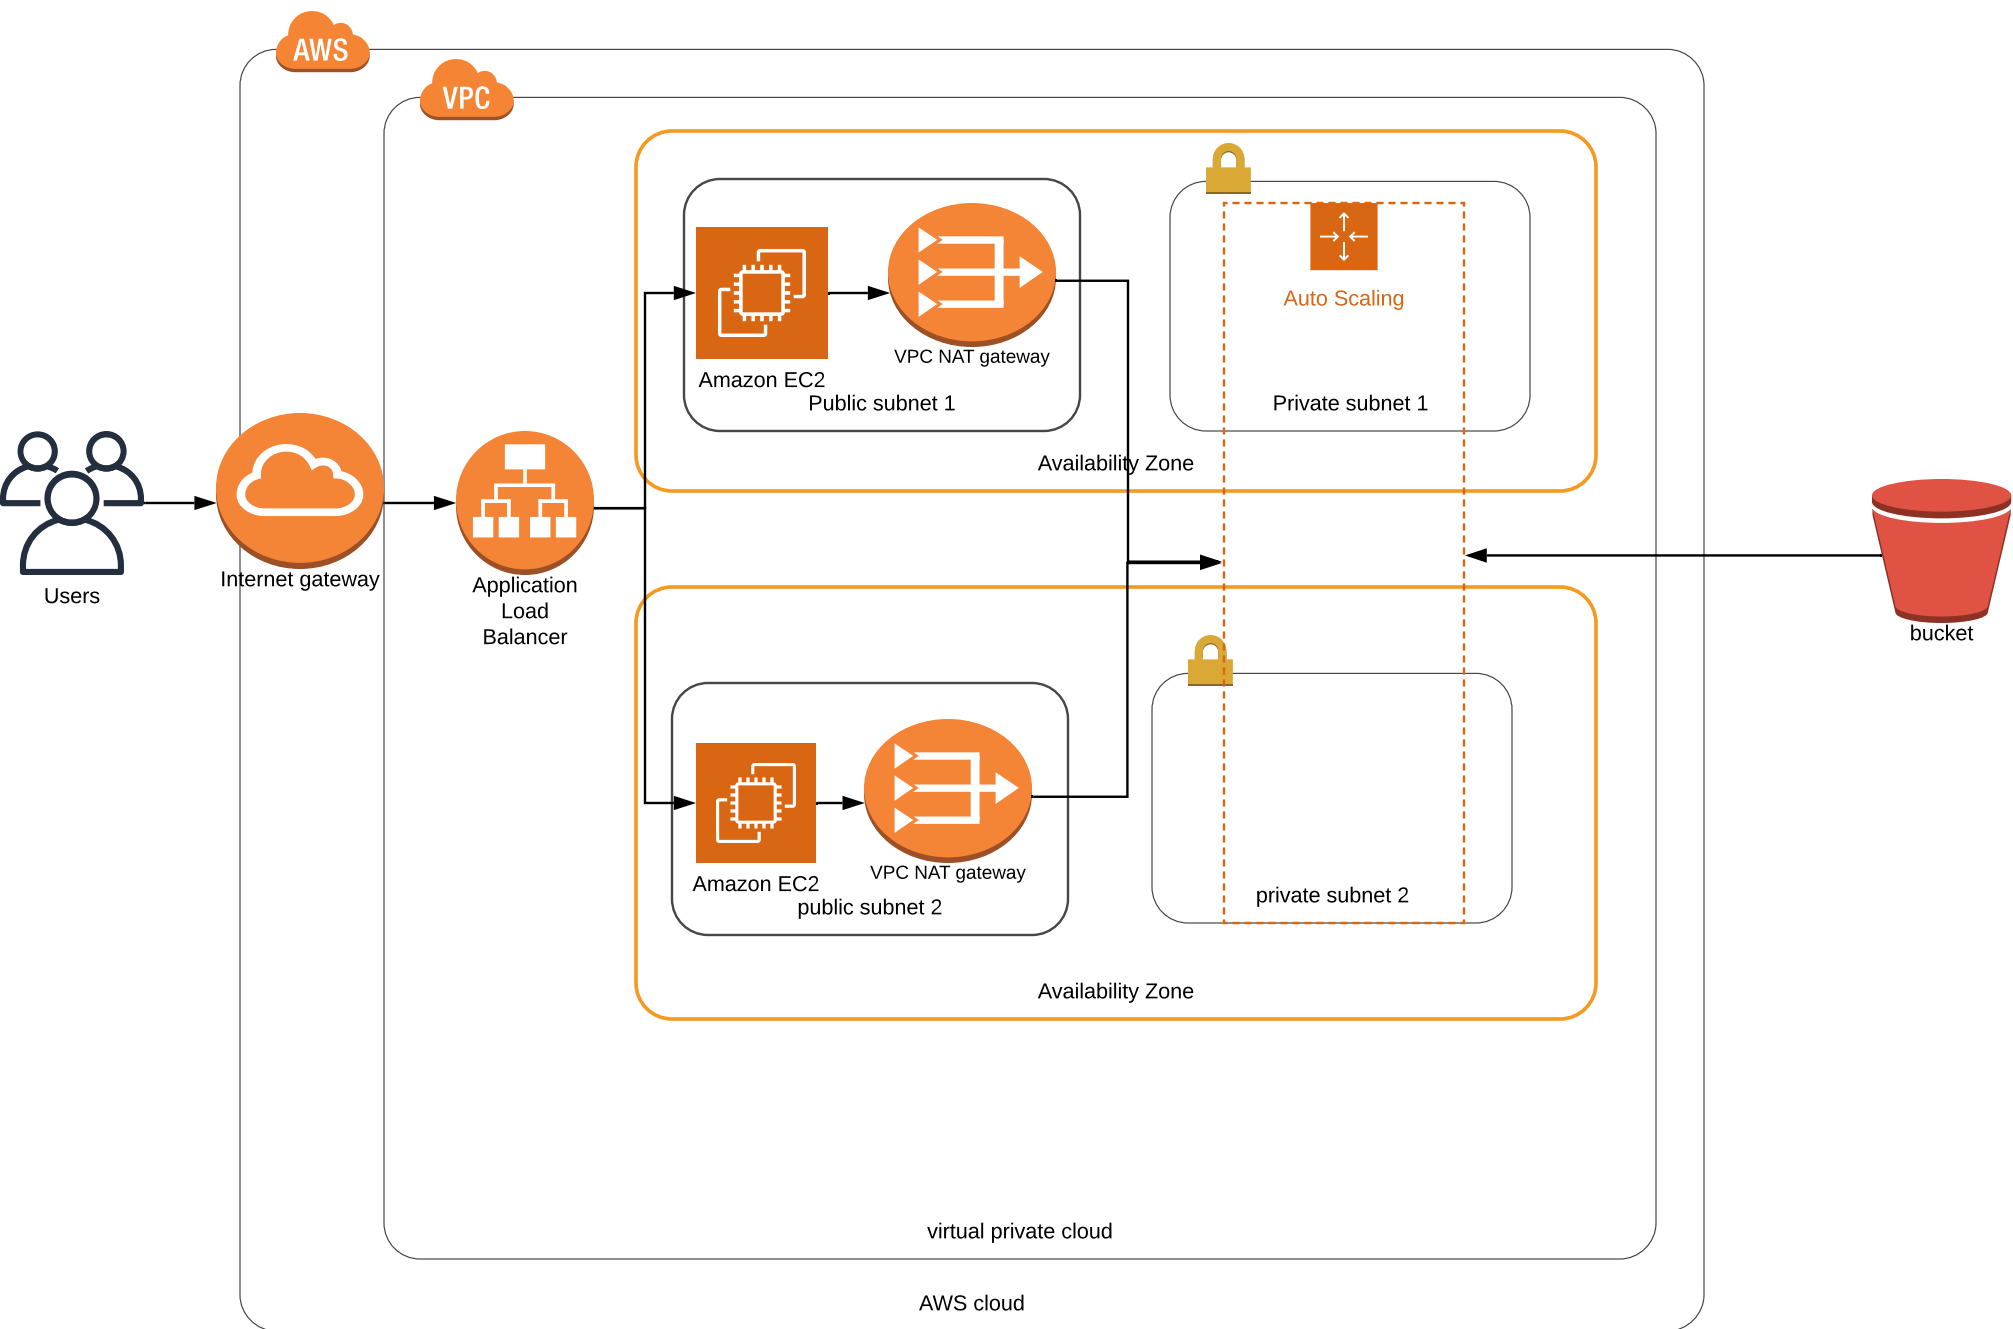 AWS
VPC
Auto Scaling
VPC NAT gateway
Amazon EC2
Public subnet 1
Private subnet 1
Availability Zone
Internet gateway
Users
Application
Load
Balancer
bucket
VPC NAT gateway
Amazon EC2
public subnet 2
private subnet 2
Availability Zone
virtual private cloud
AWS cloud